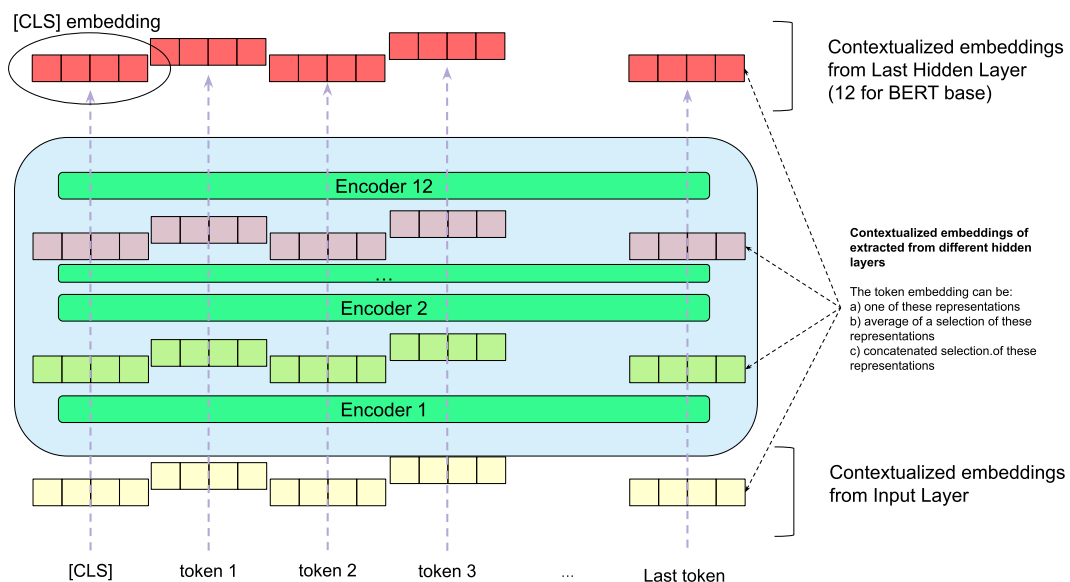 [CLS] embedding
Contextualized embeddings
from Last Hidden Layer
(12 for BERT base)
Encoder 12
...
Encoder 2
Encoder 1
Contextualized embeddings of
extracted from different hidden
layers
The token embedding can be:
a) one of these representations
b) average of a selection of these
representations
c) concatenated selection.of these
representations
Contextualized embeddings
from Input Layer
[CLS]
token 1
token 2
token 3
...
Last token